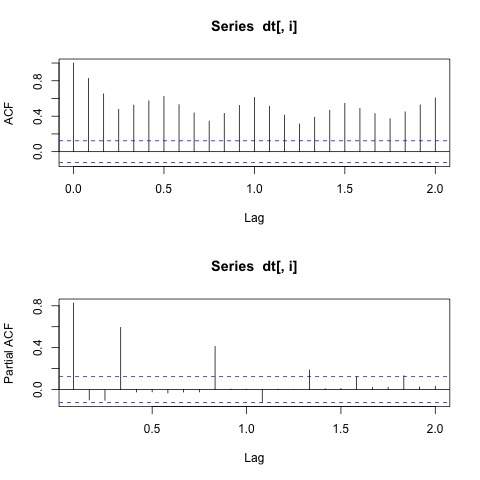 Series dt[, i]
ACF
0.0 0.4 0.8
0.0 0.5 1.0 1.5 2.0
Lag
Series dt[, i]
Partial ACF
0.0 0.4 0.8
0.5 1.0 1.5 2.0
Lag